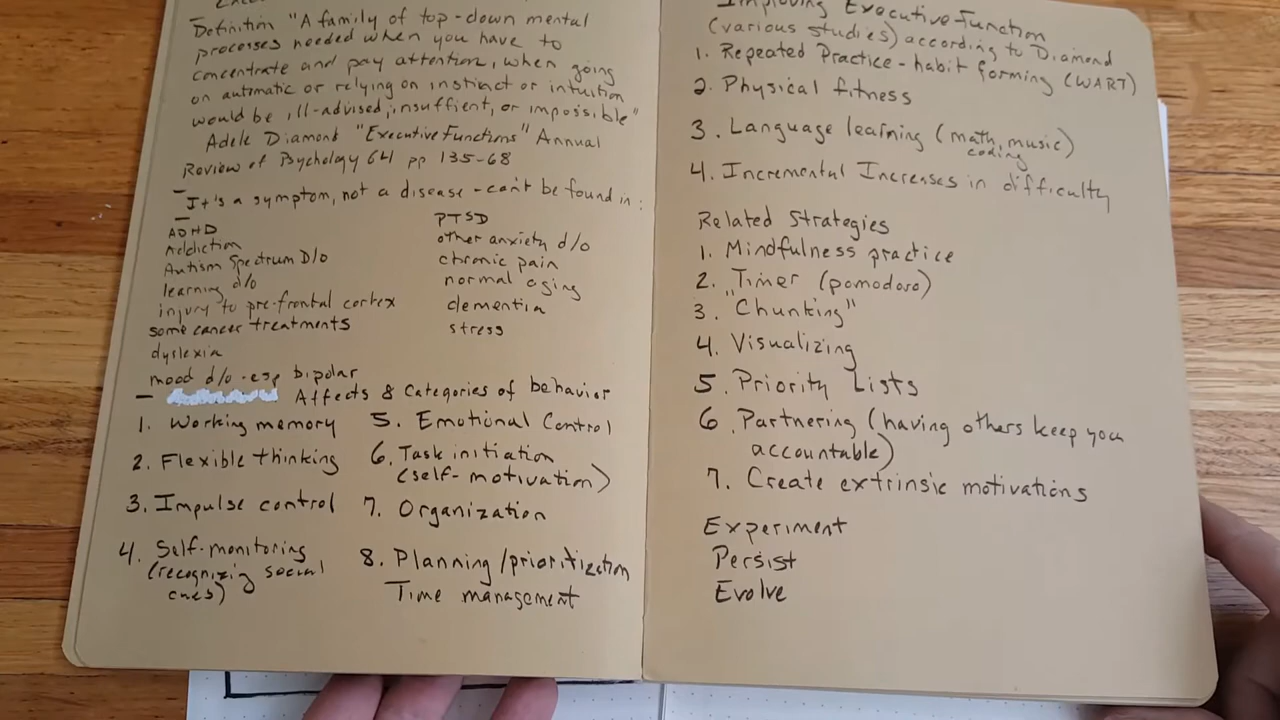 Definition "A family of top-down mental
processes needed when you have to
concentrate and pay attention, when going
on automatic or relying on instinct or intuition
would be ill-advised, insufficient, or impossible"
Adele Diamond "Executive Functions" Annual
Review of Psychology 64 pp 135-68
- It's a symptom, not a disease - can't be found in:
ADHD
Addiction
Autism Spectrum D/o
learning d/o
injury to pre-frontal cortex
some cancer treatments
dyslexia
mood d/o - esp bipolar
PTSD
other anxiety d/o
chronic pain
normal aging
dementia
stress
- Affects 8 Categories of behavior
1. Working memory
2. Flexible thinking
3. Impulse control
4. Self-monitoring
(recognizing social
cues)
5. Emotional Control
6. Task initiation
(self-motivation)
7. Organization
8. Planning/prioritization
Time management
Improving Executive Function
(various studies) according to Diamond
1. Repeated Practice - habit forming (WART)
2. Physical fitness
3. Language learning (math, music)
coding
4. Incremental Increases in difficulty
Related Strategies
1. Mindfulness practice
2. Timer (pomodoro)
3. "Chunking"
4. Visualizing
5. Priority Lists
6. Partnering (having others keep you
accountable)
7. Create extrinsic motivations
Experiment
Persist
Evolve